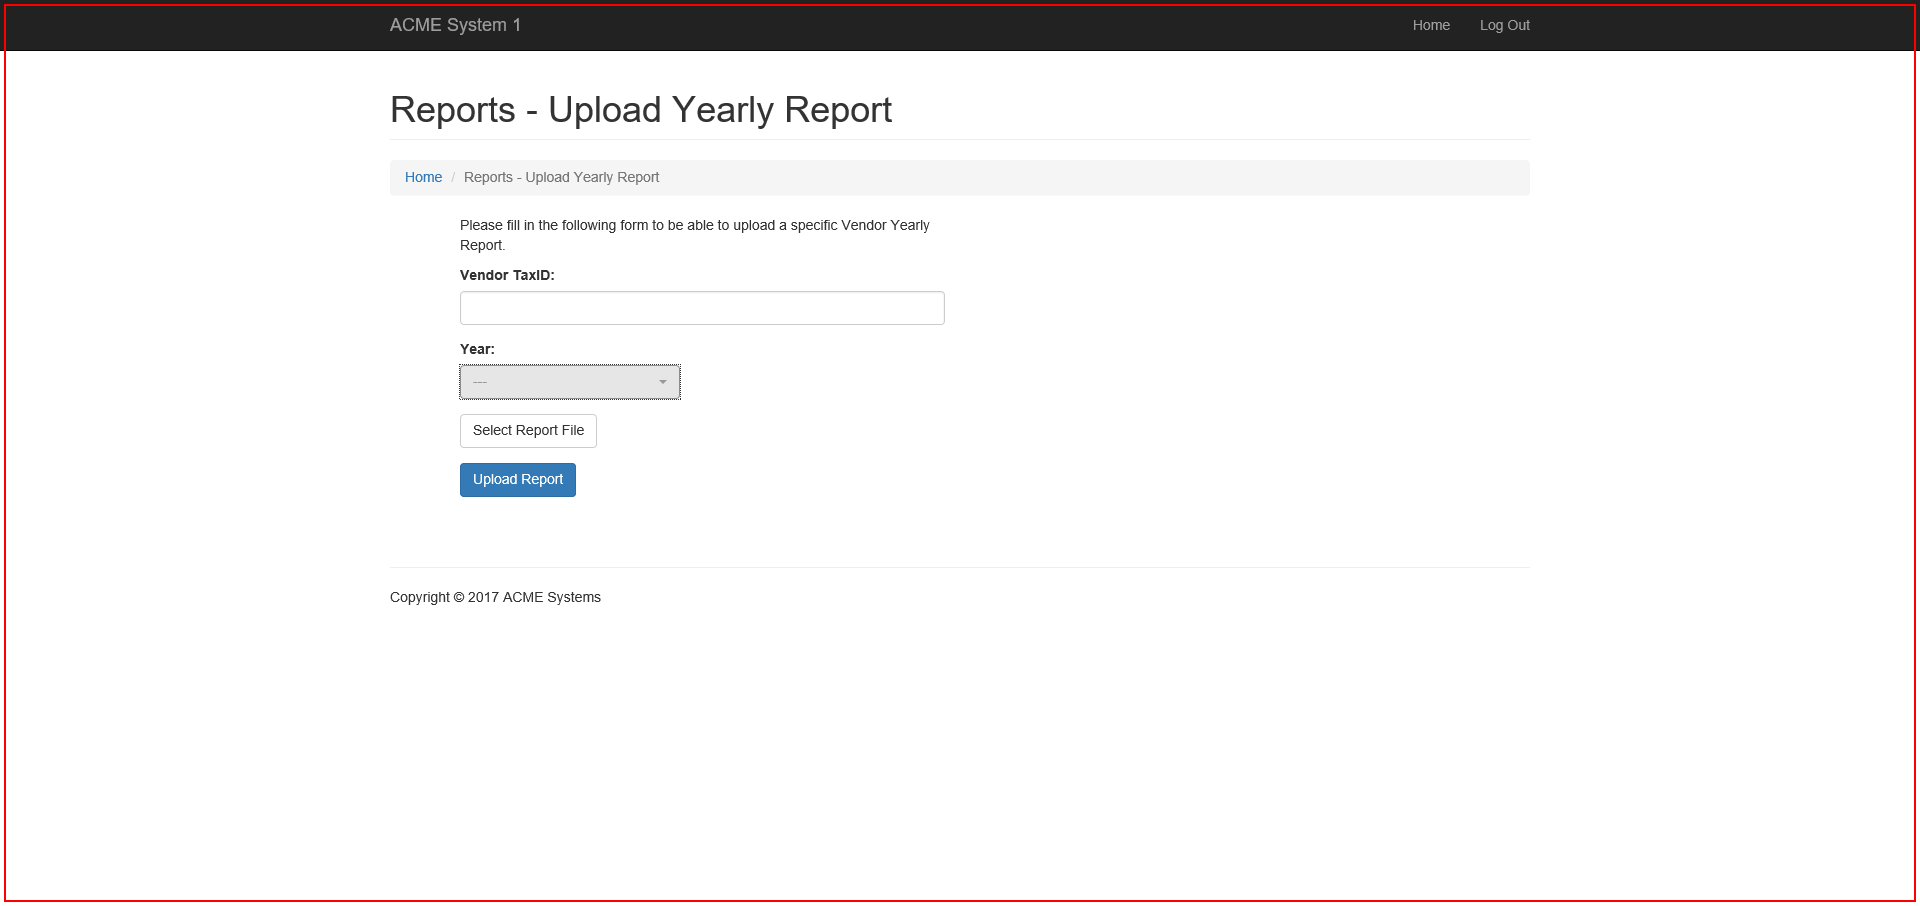 ACME System 1
Home
Log Out
Reports - Upload Yearly Report
Home / Reports - Upload Yearly Report
Please fill in the following form to be able to upload a specific Vendor Yearly
Report.
Vendor TaxID:
Year:
---
Select Report File
Upload Report
Copyright © 2017 ACME Systems